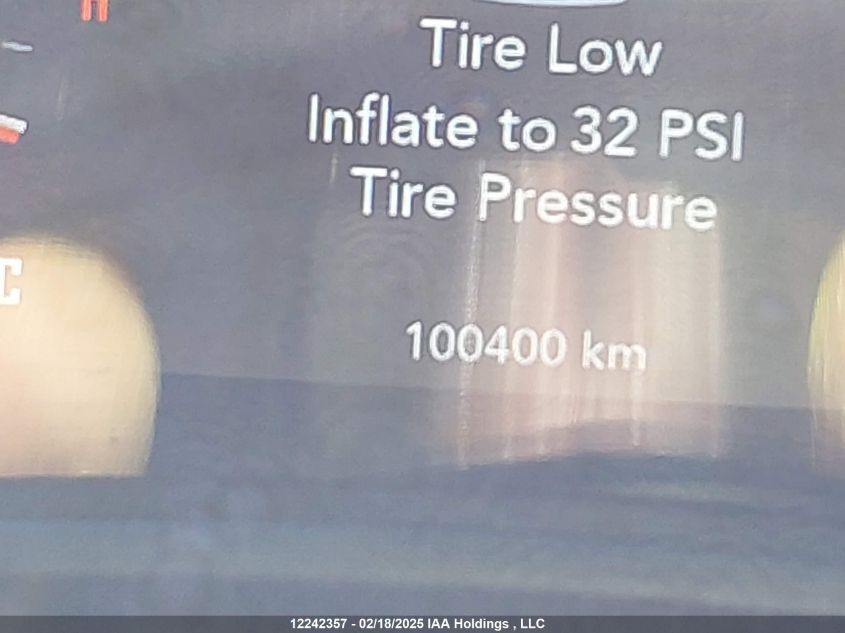 H
Tire Low
Inflate to 32 PSI
Tire Pressure
C
100400 km
12242357 - 02/18/2025 IAA Holdings , LLC